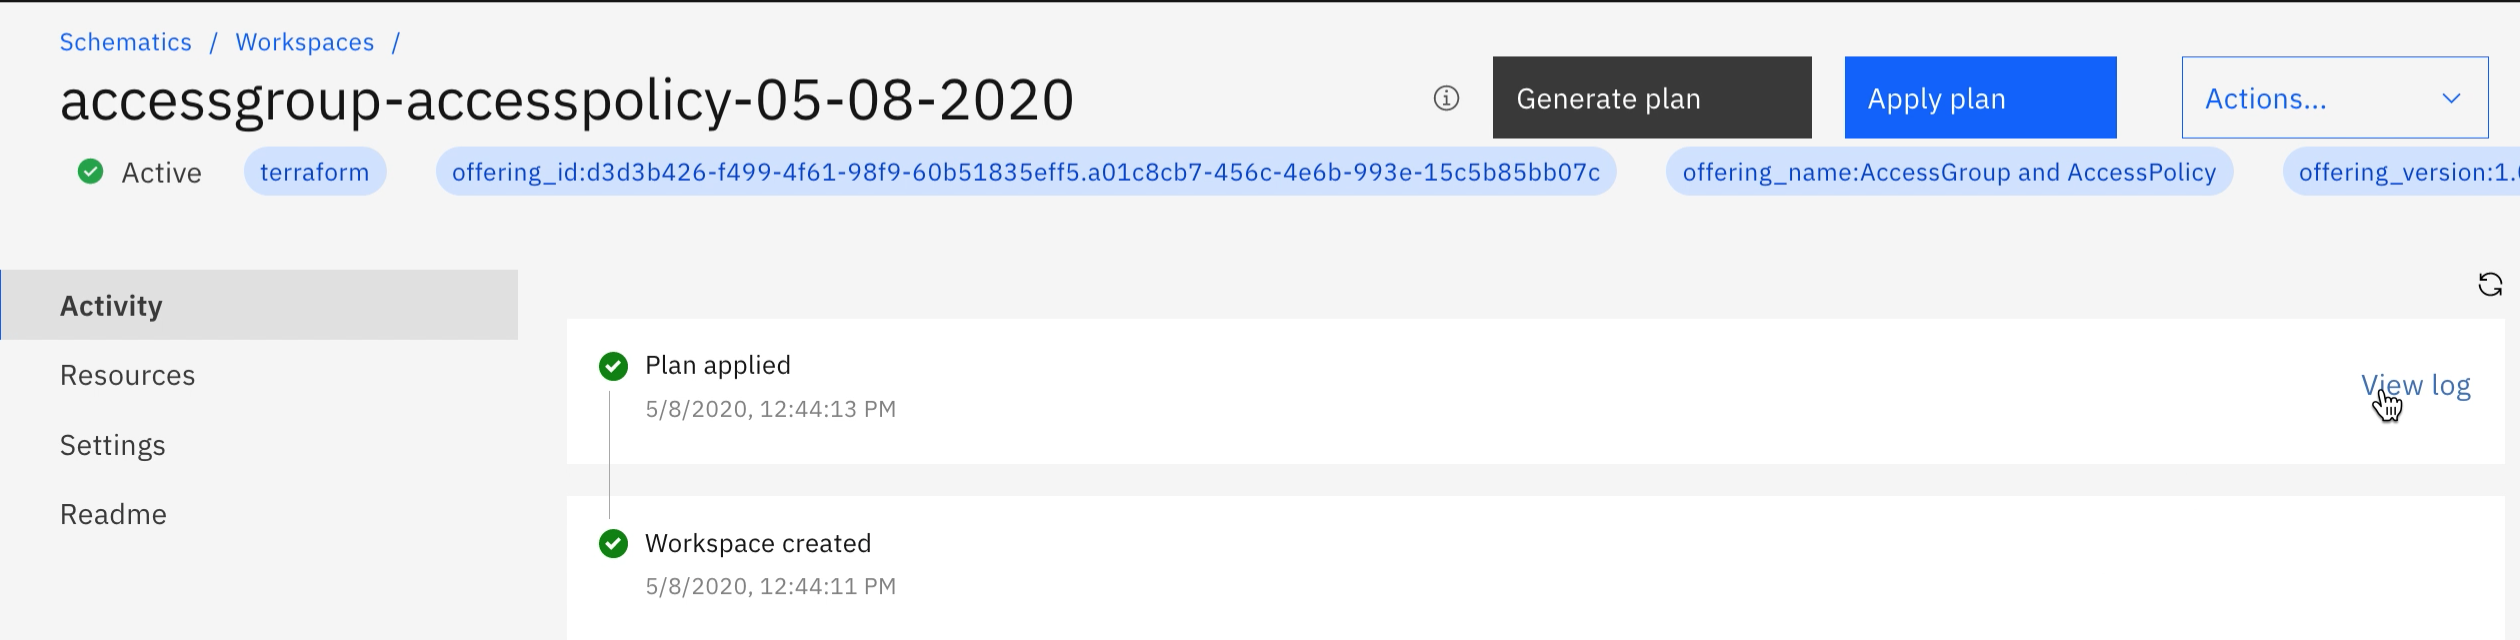 Schematics / Workspaces /
accessgroup-accesspolicy-05-08-2020
Generate plan
Apply plan
Actions...
Active
terraform
offering_id:d3d3b426-f499-4f61-98f9-60b51835eff5.a01c8cb7-456c-4e6b-993e-15c5b85bb07c
offering_name:AccessGroup and AccessPolicy
offering_version:1.
Activity
Resources
Settings
Readme
Plan applied
5/8/2020, 12:44:13 PM
View log
Workspace created
5/8/2020, 12:44:11 PM